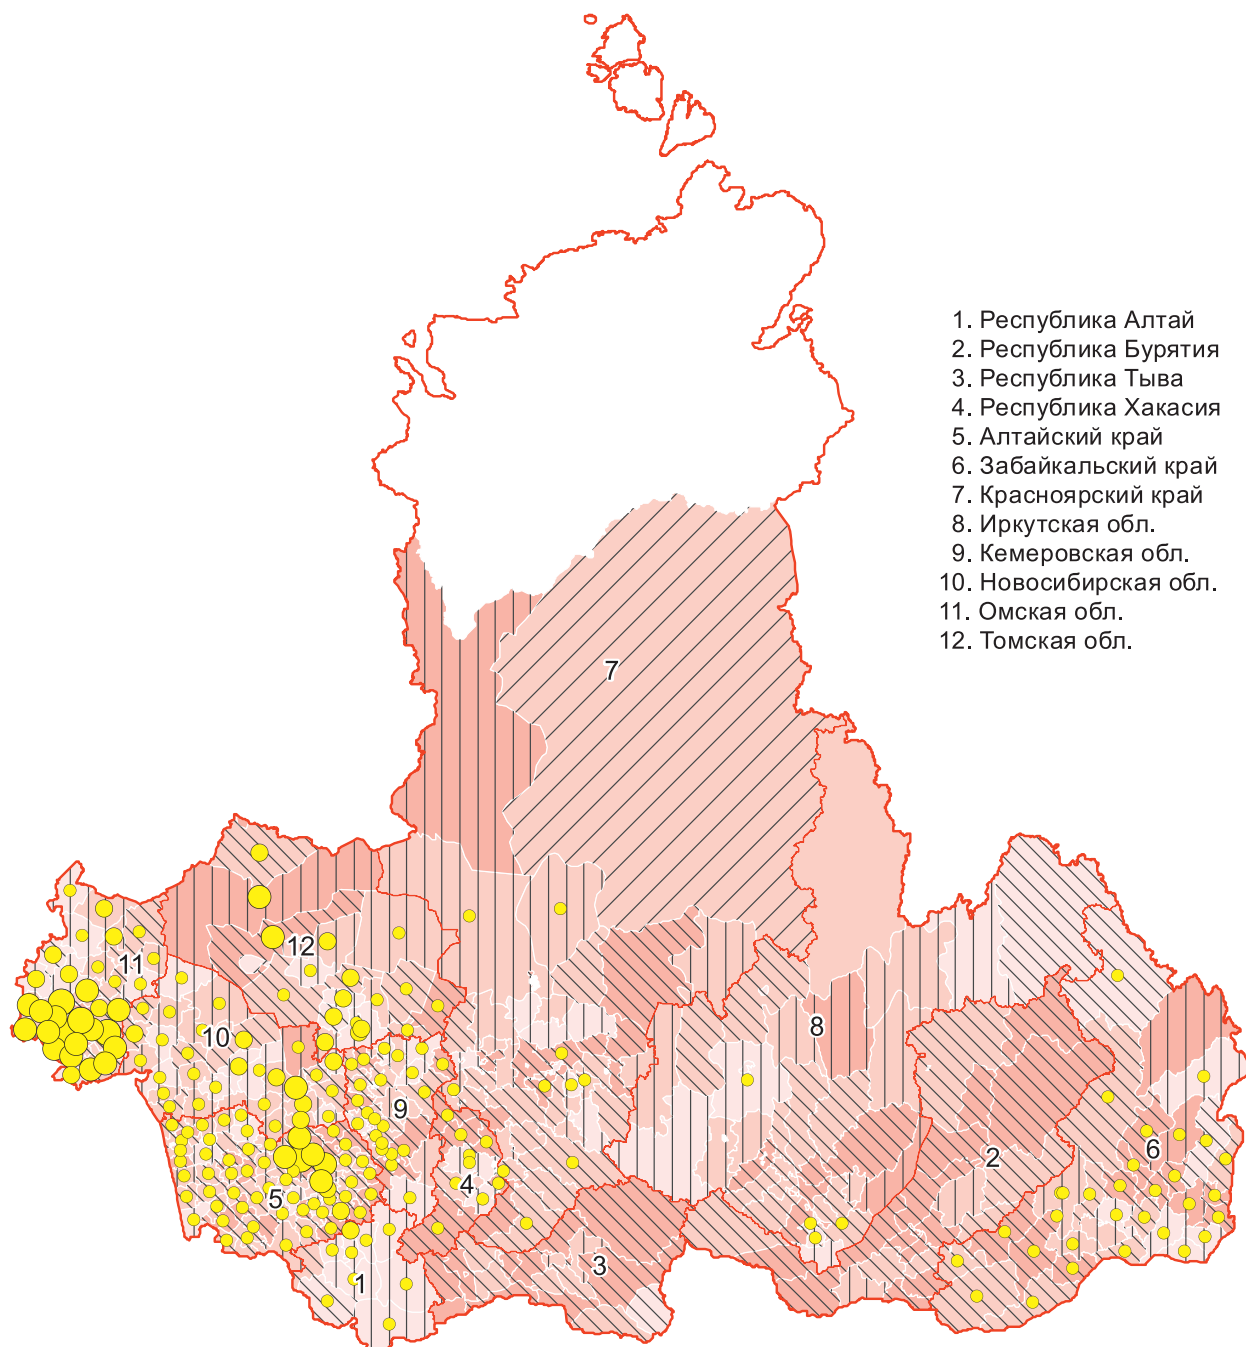 1. Республика Алтай
2. Республика Бурятия
3. Республика Тыва
4. Республика Хакасия
5. Алтайский край
6. Забайкальский край
7. Красноярский край
8. Иркутская обл.
9. Кемеровская обл.
10. Новосибирская обл.
11. Омская обл.
12. Томская обл.
7
12
11
8
10
9
6
2
4
5
3
1